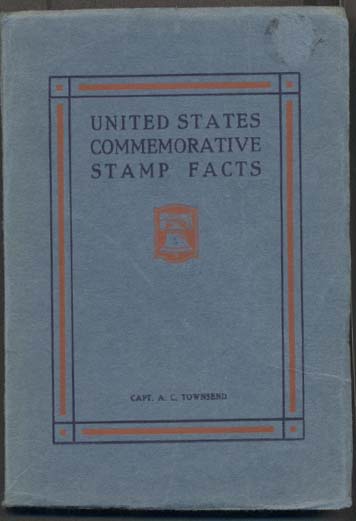 UNITED STATES
COMMEMORATIVE
STAMP FACTS
CAPT. A. C. TOWNSEND